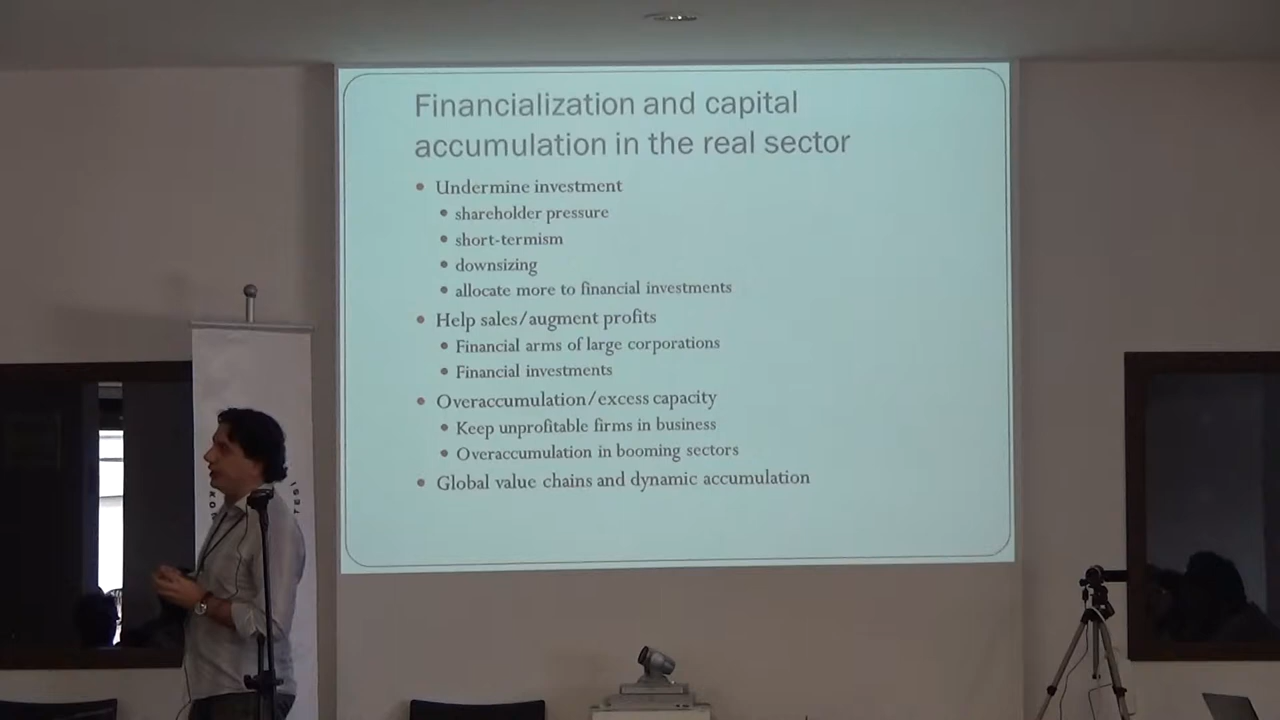 Financialization and capital
accumulation in the real sector
Undermine investment
shareholder pressure
short-termism
downsizing
allocate more to financial investments
Help sales/augment profits
Financial arms of large corporations
Financial investments
Overaccumulation/excess capacity
Keep unprofitable firms in business
Overaccumulation in booming sectors
Global value chains and dynamic accumulation